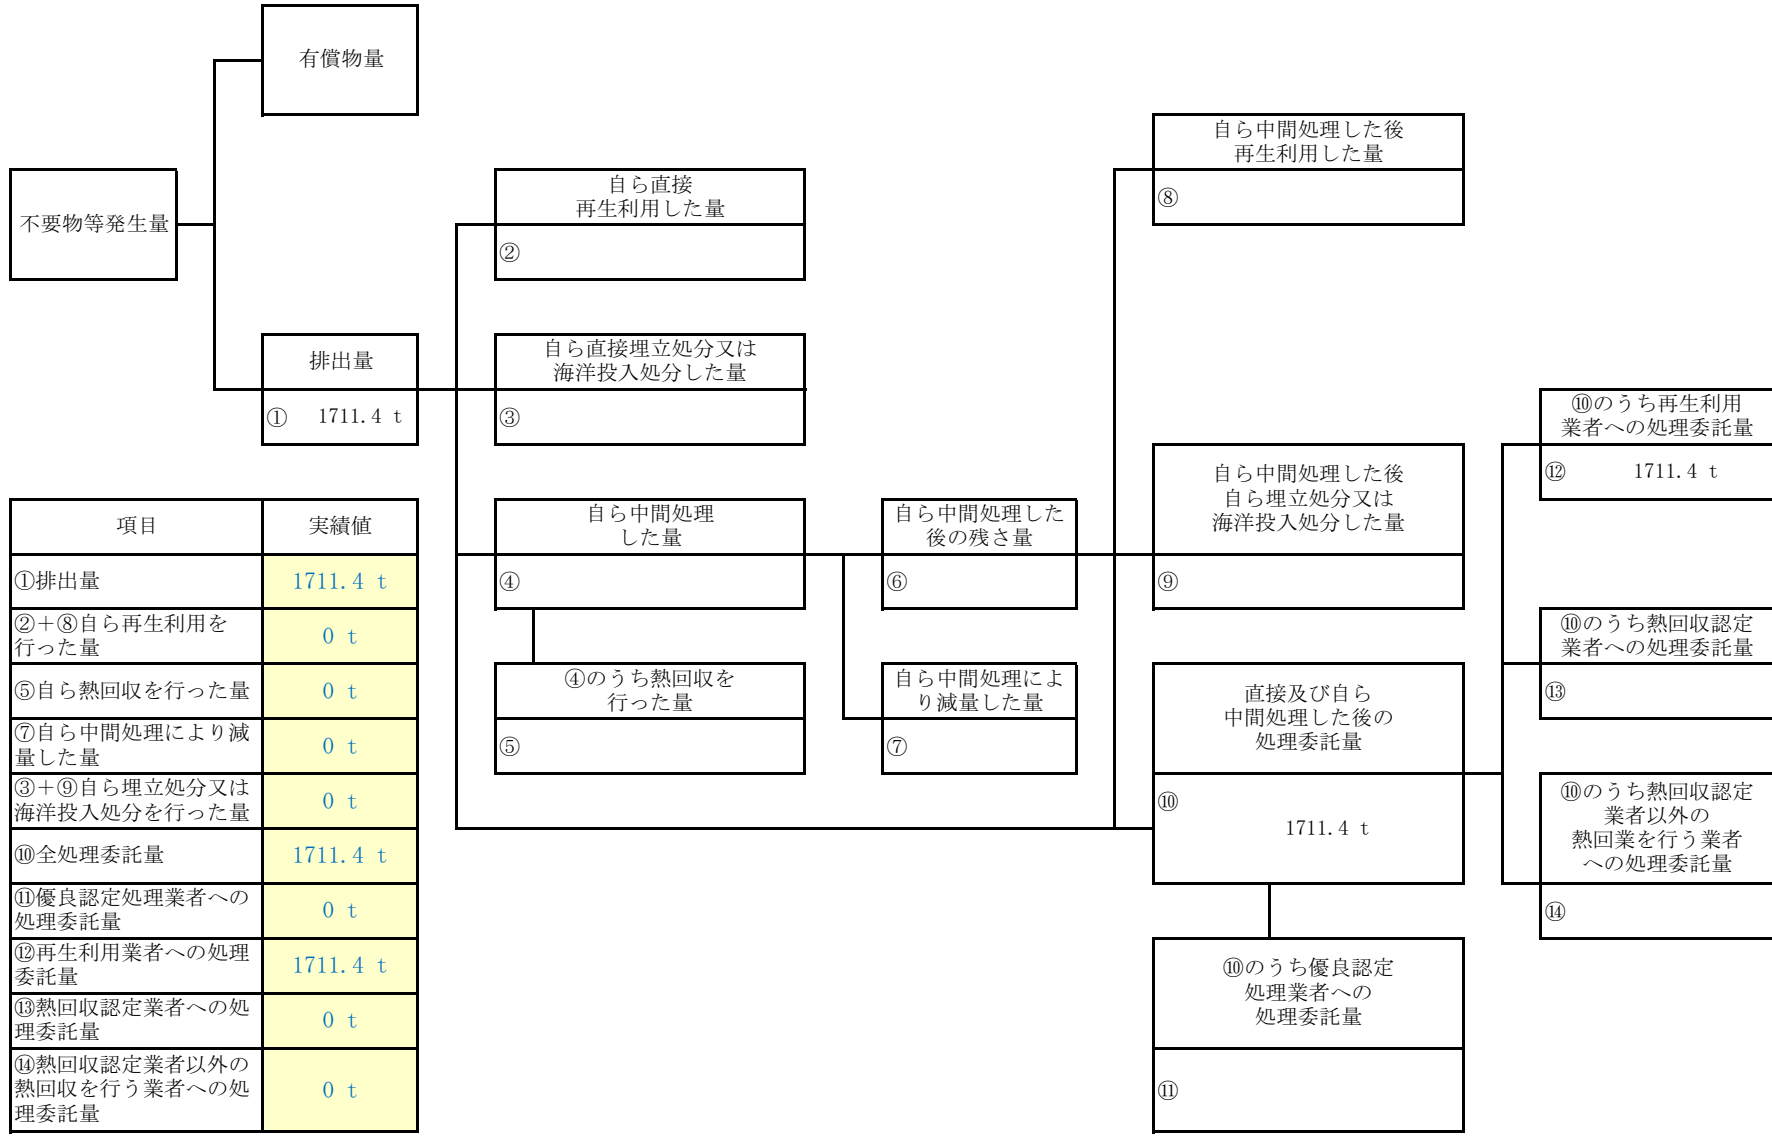 有償物量
不要物等発生量
排出量
① 1711.4 t
自ら直接
再生利用した量
②
自ら直接埋立処分又は
海洋投入処分した量
③
自ら中間処理
した量
④
④のうち熱回収を
行った量
⑤
自ら中間処理した
後の残さ量
⑥
自ら中間処理によ
り減量した量
⑦
自ら中間処理した後
再生利用した量
⑧
自ら中間処理した後
自ら埋立処分又は
海洋投入処分した量
⑨
直接及び自ら
中間処理した後の
処理委託量
⑩
1711.4 t
⑩のうち優良認定
処理業者への
処理委託量
⑪
⑩のうち再生利用
業者への処理委託量
⑫ 1711.4 t
⑩のうち熱回収認定
業者への処理委託量
⑬
⑩のうち熱回収認定
業者以外の
熱回業を行う業者
への処理委託量
⑭
項目 実績値
①排出量 1711.4 t
②＋⑧自ら再生利用を
行った量 0 t
⑤自ら熱回収を行った量 0 t
⑦自ら中間処理により減
量した量 0 t
③＋⑨自ら埋立処分又は
海洋投入処分を行った量 0 t
⑩全処理委託量 1711.4 t
⑪優良認定処理業者への
処理委託量 0 t
⑫再生利用業者への処理
委託量 1711.4 t
⑬熱回収認定業者への処
理委託量 0 t
⑭熱回収認定業者以外の
熱回収を行う業者への処
理委託量 0 t